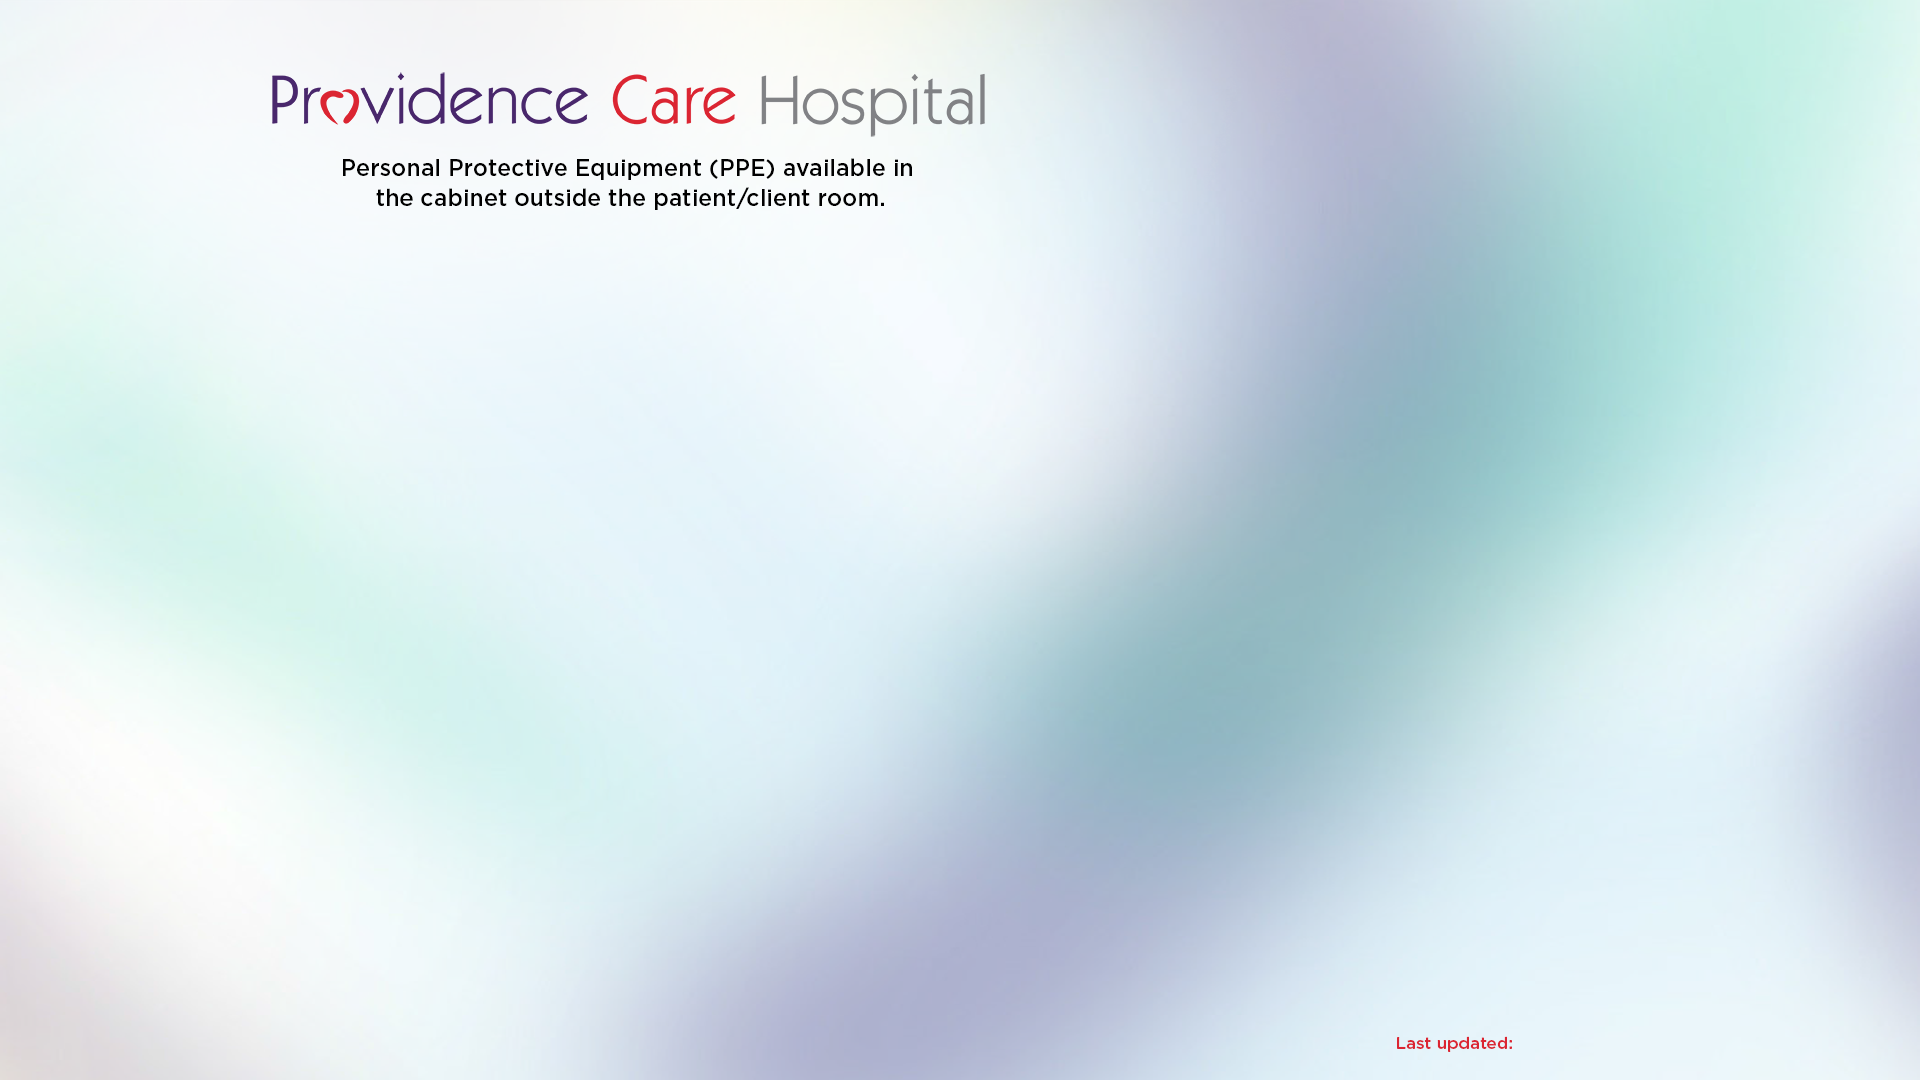 Providence Care Hospital
Personal Protective Equipment (PPE) available in
the cabinet outside the patient/client room.
Last updated: